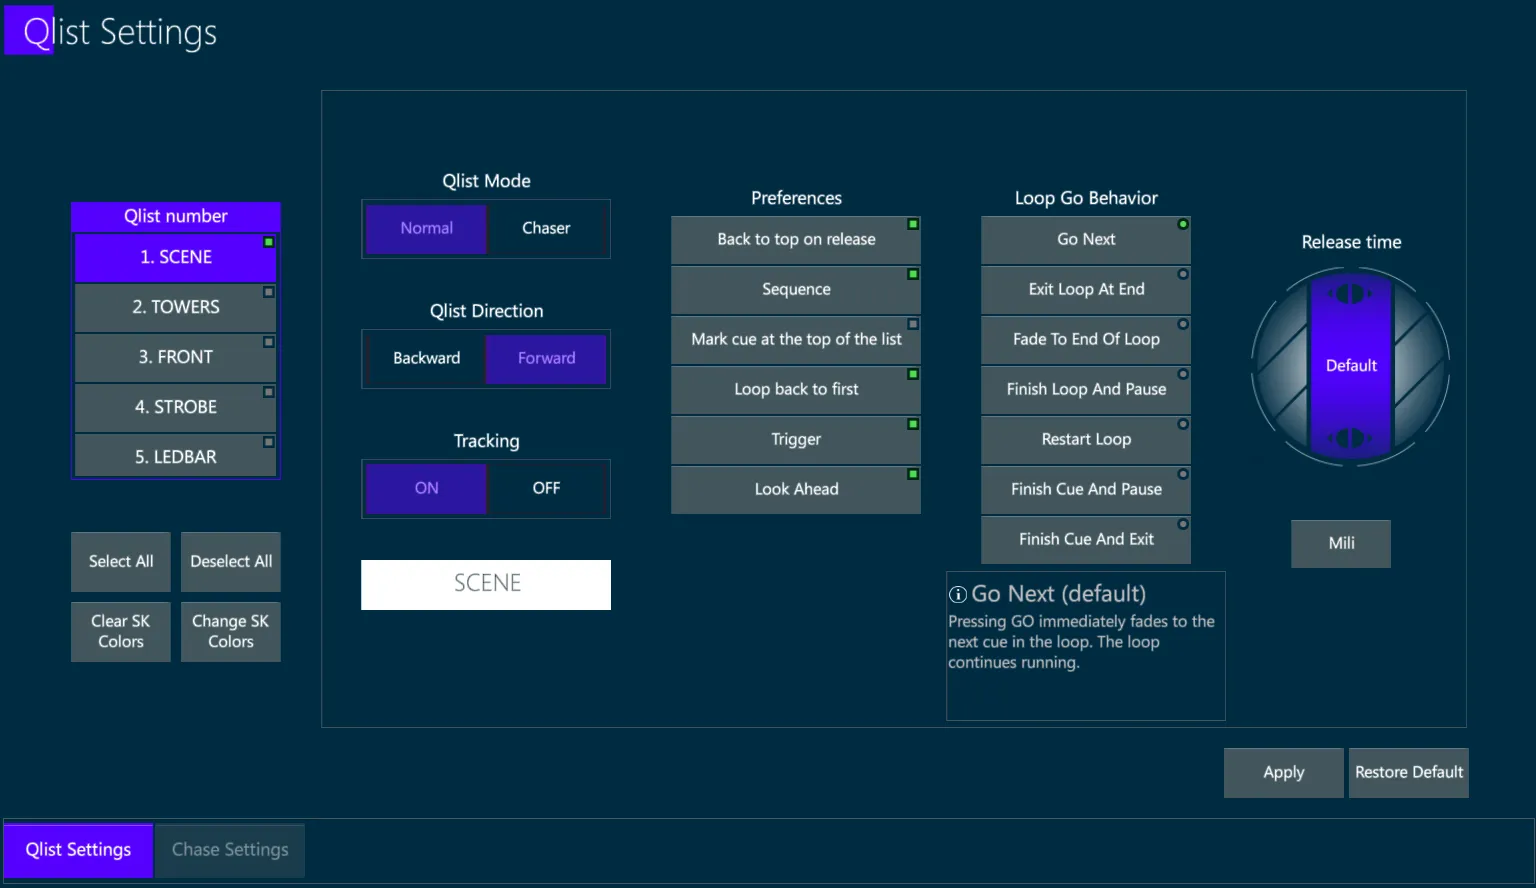 Qlist Settings
Qlist number
1. SCENE
2. TOWERS
3. FRONT
4. STROBE
5. LEDBAR
Select All
Deselect All
Clear SK
Colors
Change SK
Colors
Qlist Mode
Normal
Chaser
Qlist Direction
Backward
Forward
Tracking
ON
OFF
SCENE
Preferences
Back to top on release
Sequence
Mark cue at the top of the list
Loop back to first
Trigger
Look Ahead
Loop Go Behavior
Go Next
Exit Loop At End
Fade To End Of Loop
Finish Loop And Pause
Restart Loop
Finish Cue And Pause
Finish Cue And Exit
Go Next (default)
Pressing GO immediately fades to the
next cue in the loop. The loop
continues running.
Release time
Default
Mili
Apply
Restore Default
Qlist Settings
Chase Settings